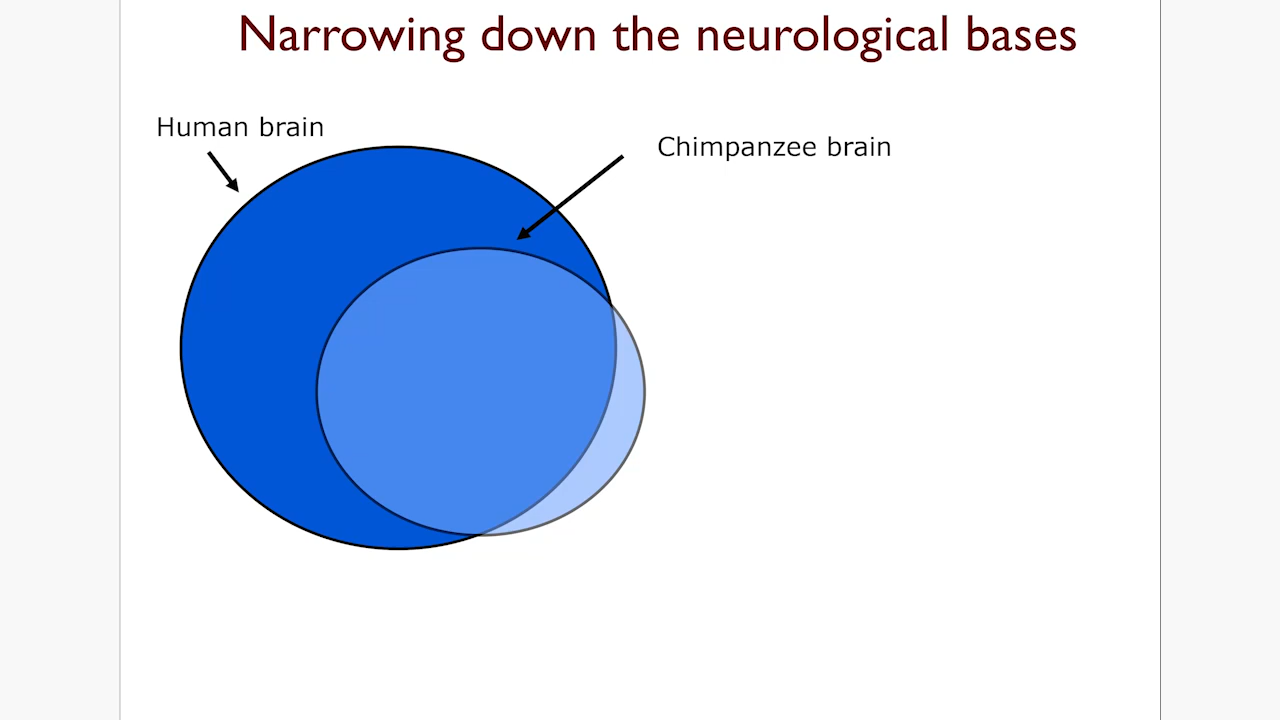 Narrowing down the neurological bases
Human brain
Chimpanzee brain